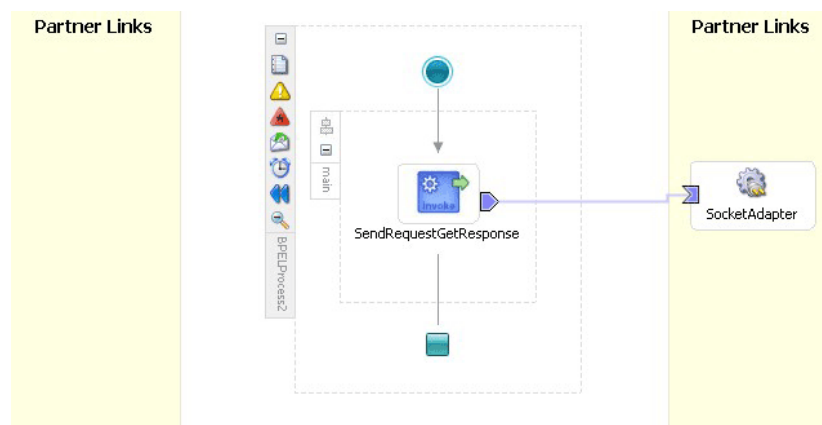 Partner Links
Partner Links
main
invoke
SendRequestGetResponse
SocketAdapter
BPELProcess2